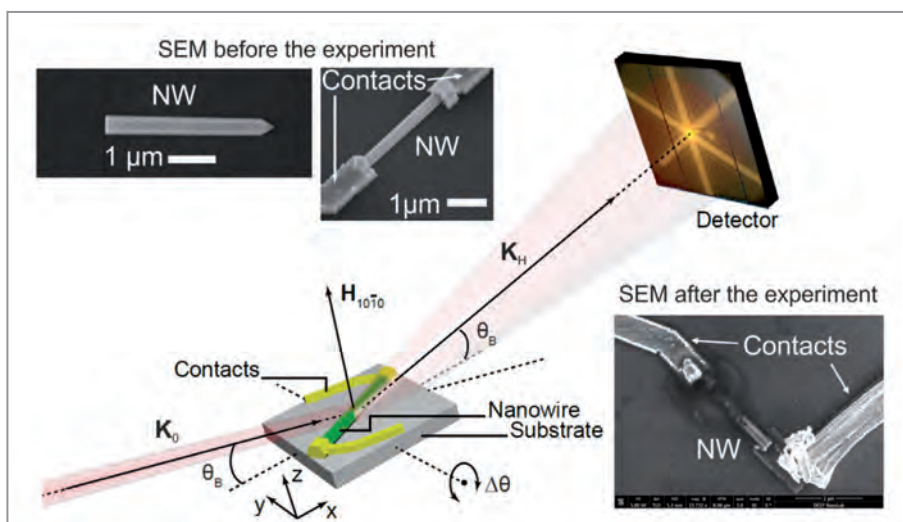 SEM before the experiment
NW
1 μm
Contacts
NW
1μm
Detector
K_H
H_{10\bar{1}0}
SEM after the experiment
θ_B
Contacts
Contacts
Nanowire
Substrate
K_0
NW
θ_B
Δθ
z
y
x